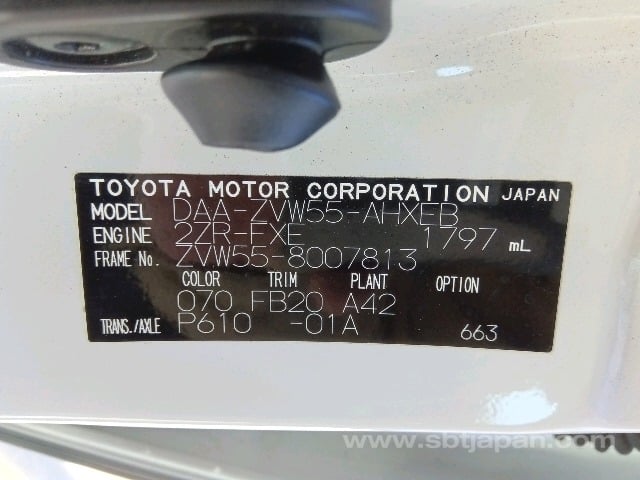 TOYOTA MOTOR CORPORATION JAPAN
MODEL DAA-ZVW55-AHXEB
ENGINE 2ZR-FXE 1797 mL
FRAME No. ZVW55-8007813
COLOR TRIM PLANT OPTION
070 FB20 A42
TRANS./AXLE P610 -01A 663
www.sbtjapan.com